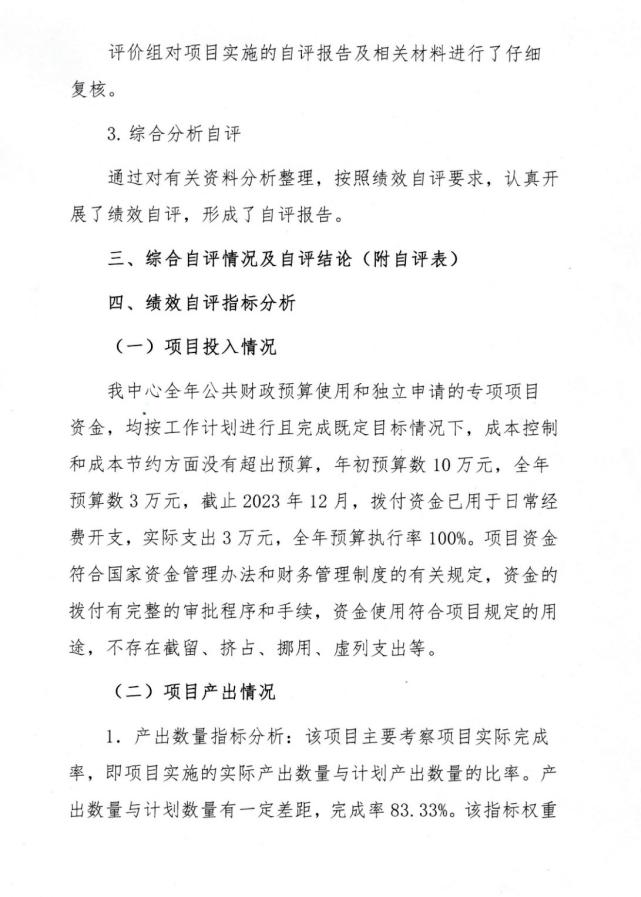 评价组对项目实施的自评报告及相关材料进行了仔细
复核。
3. 综合分析自评
通过对有关资料分析整理，按照绩效自评要求，认真开
展了绩效自评，形成了自评报告。
三、综合自评情况及自评结论（附自评表）
四、绩效自评指标分析
（一）项目投入情况
我中心全年公共财政预算使用和独立申请的专项项目
资金，均按工作计划进行且完成既定目标情况下，成本控制
和成本节约方面没有超出预算，年初预算数 10 万元，全年
预算数 3 万元，截止 2023 年 12 月，拨付资金已用于日常经
费开支，实际支出 3 万元，全年预算执行率 100%。项目资金
符合国家资金管理办法和财务管理制度的有关规定，资金的
拨付有完整的审批程序和手续，资金使用符合项目规定的用
途，不存在截留、挤占、挪用、虚列支出等。
（二）项目产出情况
1. 产出数量指标分析：该项目主要考察项目实际完成
率，即项目实施的实际产出数量与计划产出数量的比率。产
出数量与计划数量有一定差距，完成率 83.33%。该指标权重